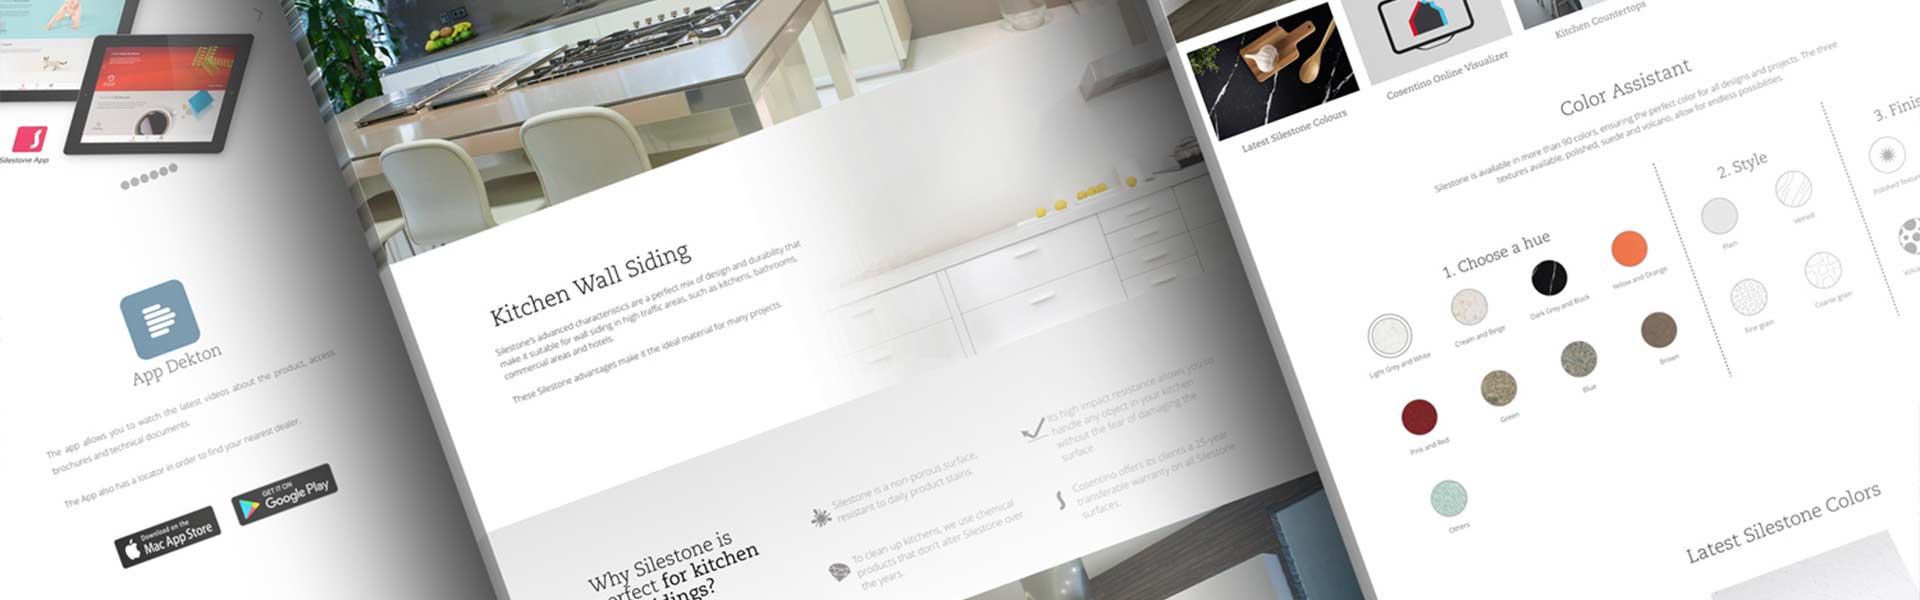 Silestone App
App Dekton
The app allows you to watch the latest videos about the product, access
brochures and technical documents.
The App also has a locator in order to find your nearest dealer.
Download on the
Mac App Store
GET IT ON
Google Play
Kitchen Wall Siding
Silestone's advanced characteristics are a perfect mix of design and durability that
make it suitable for wall siding in high traffic areas, such as kitchens, bathrooms,
commercial areas and hotels.
These Silestone advantages make it the ideal material for many projects.
Why Silestone is
erfect for kitchen
dings?
Silestone is a non-porous surface,
resistant to daily product stains.
To clean up kitchens, we use chemical
products that don't alter Silestone over
the years.
Its high impact resistance allows you to
handle any object in your kitchen
without the fear of damaging the
surface.
Cosentino offers its clients a 25-year
transferable warranty on all Silestone
surfaces.
Latest Silestone Colours
Cosentino Online Visualizer
Kitchen Countertops
Color Assistant
Silestone is available in more than 90 colors, ensuring the perfect color for all designs and projects. The three
textures available, polished, suede and volcano, allow for endless possibilities.
1. Choose a hue
Light Grey and White
Cream and Beige
Dark Grey and Black
Yellow and Orange
Pink and Red
Green
Blue
Brown
Others
2. Style
Plain
Veined
Fine grain
Coarse grain
3. Finis
Polished Textur
Volca
Latest Silestone Colors